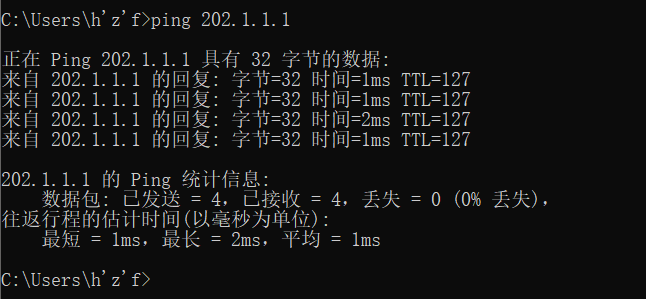 C:\Users\h'z'f>ping 202.1.1.1
正在 Ping 202.1.1.1 具有 32 字节的数据:
来自 202.1.1.1 的回复: 字节=32 时间=1ms TTL=127
来自 202.1.1.1 的回复: 字节=32 时间=1ms TTL=127
来自 202.1.1.1 的回复: 字节=32 时间=2ms TTL=127
来自 202.1.1.1 的回复: 字节=32 时间=1ms TTL=127
202.1.1.1 的 Ping 统计信息:
数据包: 已发送 = 4，已接收 = 4，丢失 = 0 (0% 丢失)，
往返行程的估计时间(以毫秒为单位):
最短 = 1ms，最长 = 2ms，平均 = 1ms
C:\Users\h'z'f>